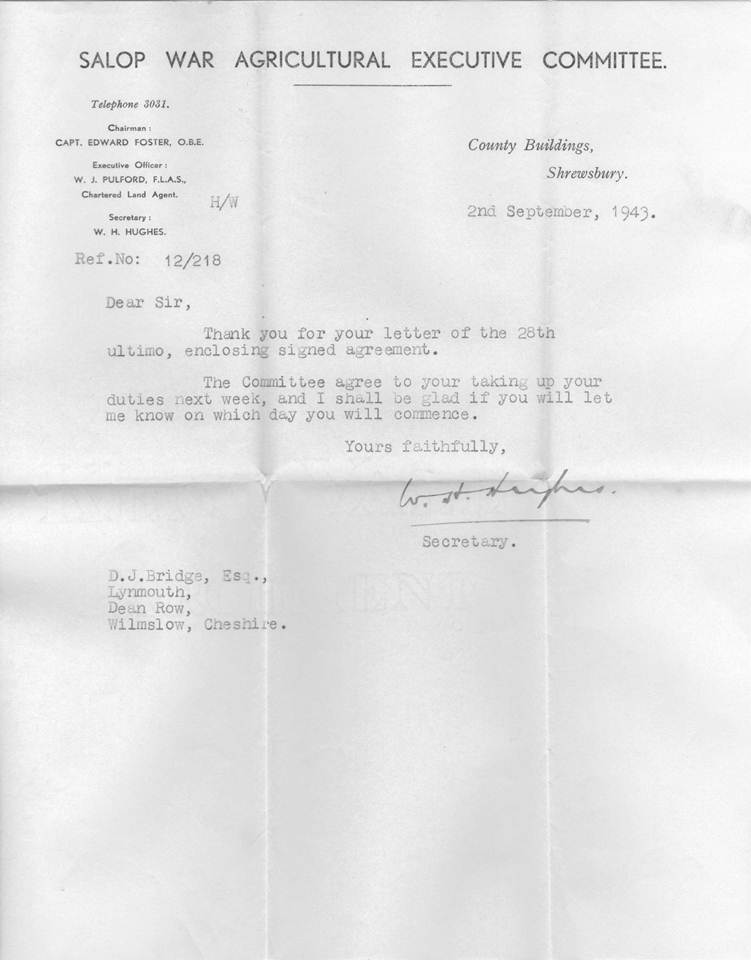 SALOP WAR AGRICULTURAL EXECUTIVE COMMITTEE.
Telephone 3031.
Chairman:
CAPT. EDWARD FOSTER, O.B.E.
Executive Officer:
W. J. PULFORD, F.L.A.S.,
Chartered Land Agent.
H/W
Secretary:
W. H. HUGHES.
Ref.No: 12/218
County Buildings,
Shrewsbury.
2nd September, 1943.
Dear Sir,
Thank you for your letter of the 28th
ultimo, enclosing signed agreement.
The Committee agree to your taking up your
duties next week, and I shall be glad if you will let
me know on which day you will commence.
Yours faithfully,
W. H. Hughes.
Secretary.
D.J.Bridge, Esq.,
Lynmouth,
Dean Row,
Wilmslow, Cheshire.